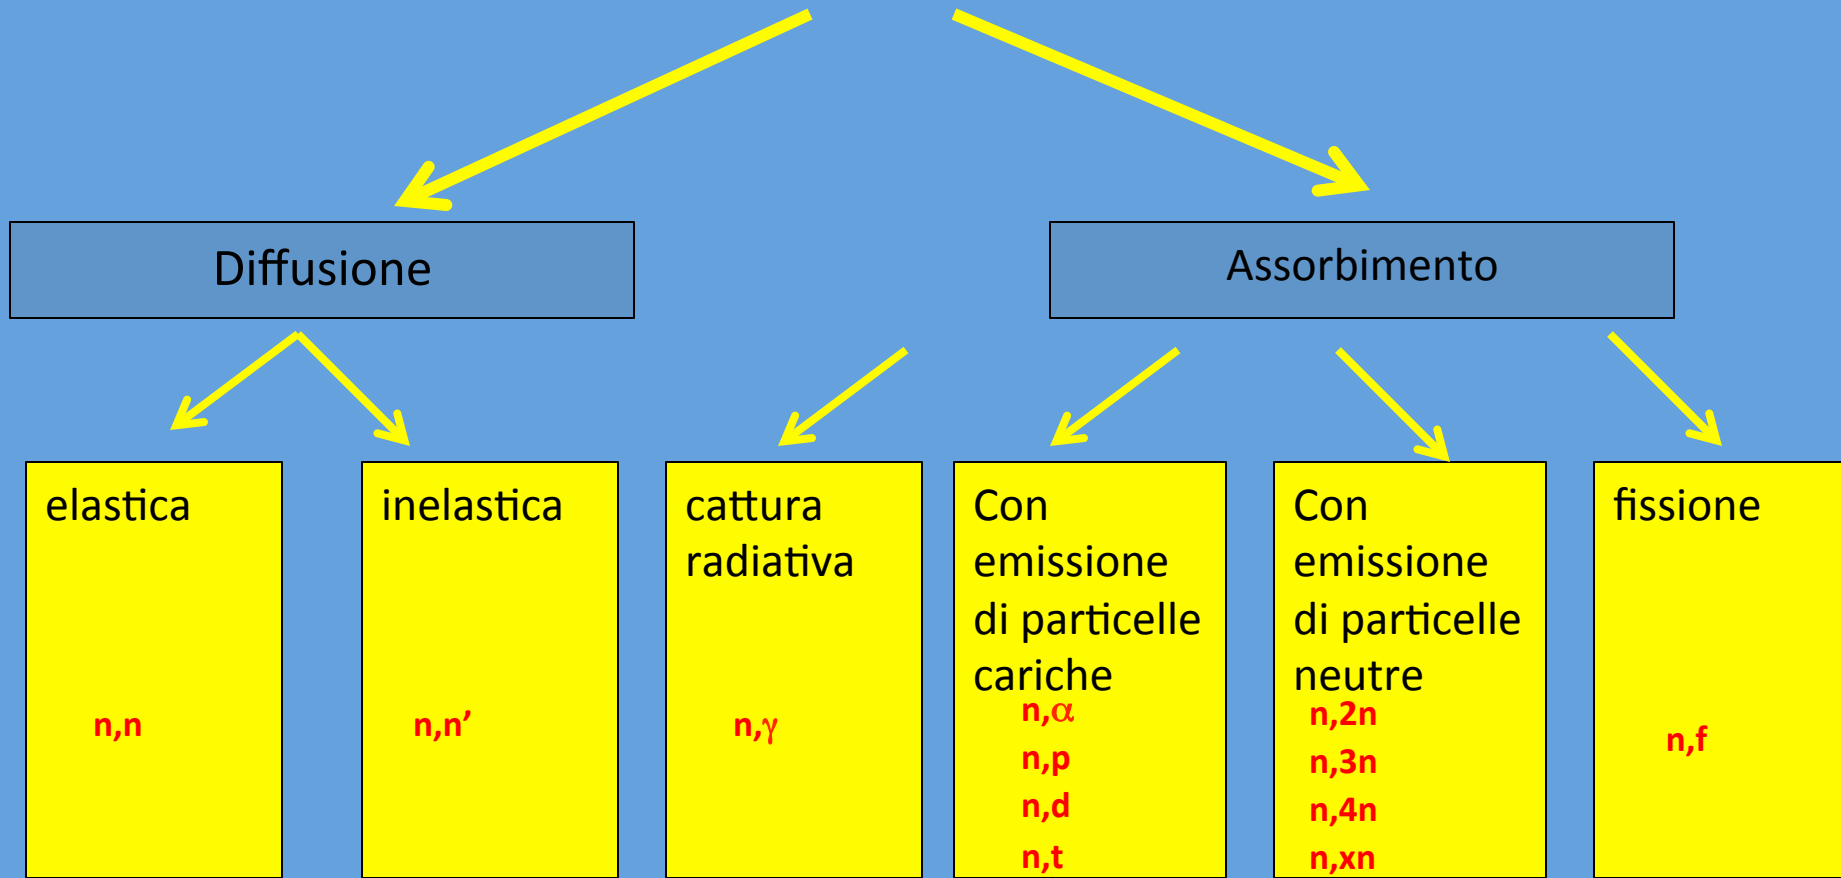 Diffusione
Assorbimento
elastica
n,n
inelastica
n,n’
cattura
radiativa
n,γ
Con
emissione
di particelle
cariche
n,α
n,p
n,d
n,t
Con
emissione
di particelle
neutre
n,2n
n,3n
n,4n
n,xn
fissione
n,f